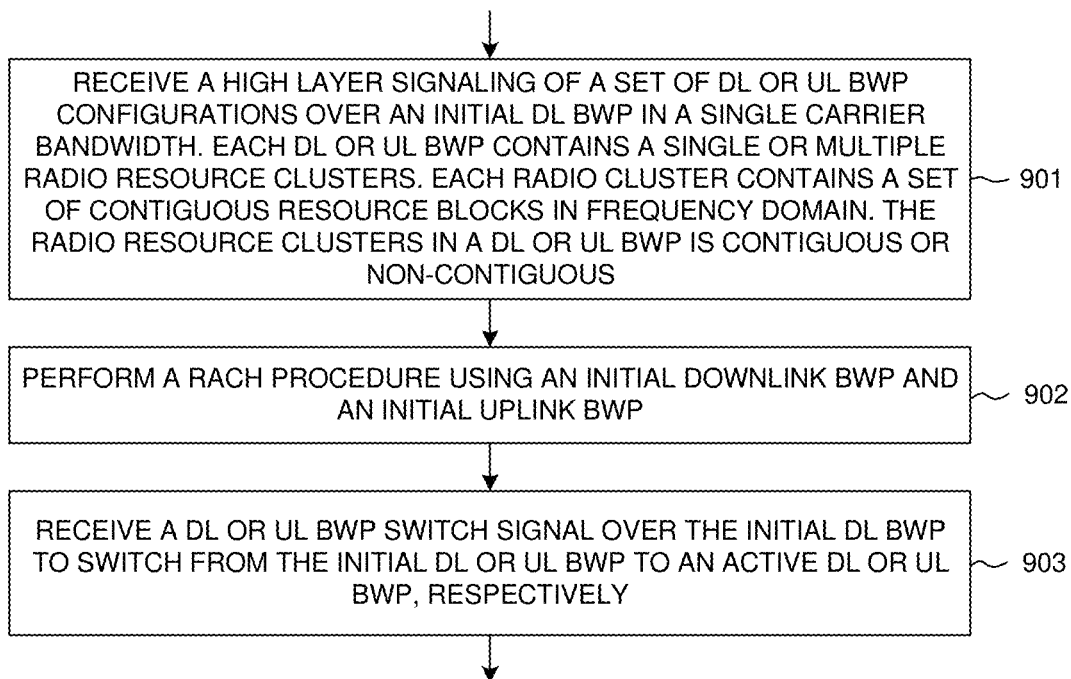 RECEIVE A HIGH LAYER SIGNALING OF A SET OF DL OR UL BWP
CONFIGURATIONS OVER AN INITIAL DL BWP IN A SINGLE CARRIER
BANDWIDTH. EACH DL OR UL BWP CONTAINS A SINGLE OR MULTIPLE
RADIO RESOURCE CLUSTERS. EACH RADIO CLUSTER CONTAINS A SET
OF CONTIGUOUS RESOURCE BLOCKS IN FREQUENCY DOMAIN. THE
RADIO RESOURCE CLUSTERS IN A DL OR UL BWP IS CONTIGUOUS OR
NON-CONTIGUOUS
901
PERFORM A RACH PROCEDURE USING AN INITIAL DOWNLINK BWP AND
AN INITIAL UPLINK BWP
902
RECEIVE A DL OR UL BWP SWITCH SIGNAL OVER THE INITIAL DL BWP
TO SWITCH FROM THE INITIAL DL OR UL BWP TO AN ACTIVE DL OR UL
BWP, RESPECTIVELY
903